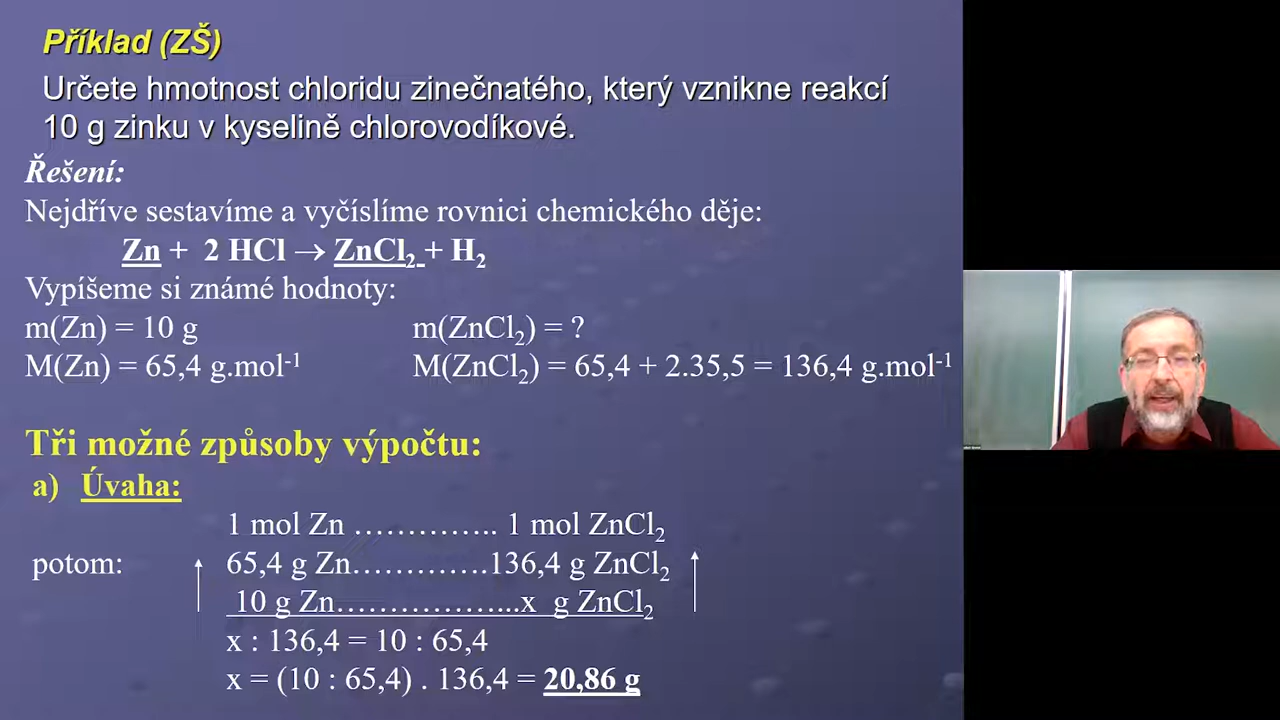 Příklad (ZŠ)
Určete hmotnost chloridu zinečnatého, který vznikne reakcí
10 g zinku v kyselině chlorovodíkové.
Řešení:
Nejdříve sestavíme a vyčíslíme rovnici chemického děje:
Zn + 2 HCl → ZnCl₂ + H₂
Vypíšeme si známé hodnoty:
m(Zn) = 10 g m(ZnCl₂) = ?
M(Zn) = 65,4 g.mol⁻¹ M(ZnCl₂) = 65,4 + 2.35,5 = 136,4 g.mol⁻¹
Tři možné způsoby výpočtu:
a) Úvaha:
1 mol Zn ………….. 1 mol ZnCl₂
potom: 65,4 g Zn………….136,4 g ZnCl₂
10 g Zn……………...x g ZnCl₂
x : 136,4 = 10 : 65,4
x = (10 : 65,4) . 136,4 = 20,86 g